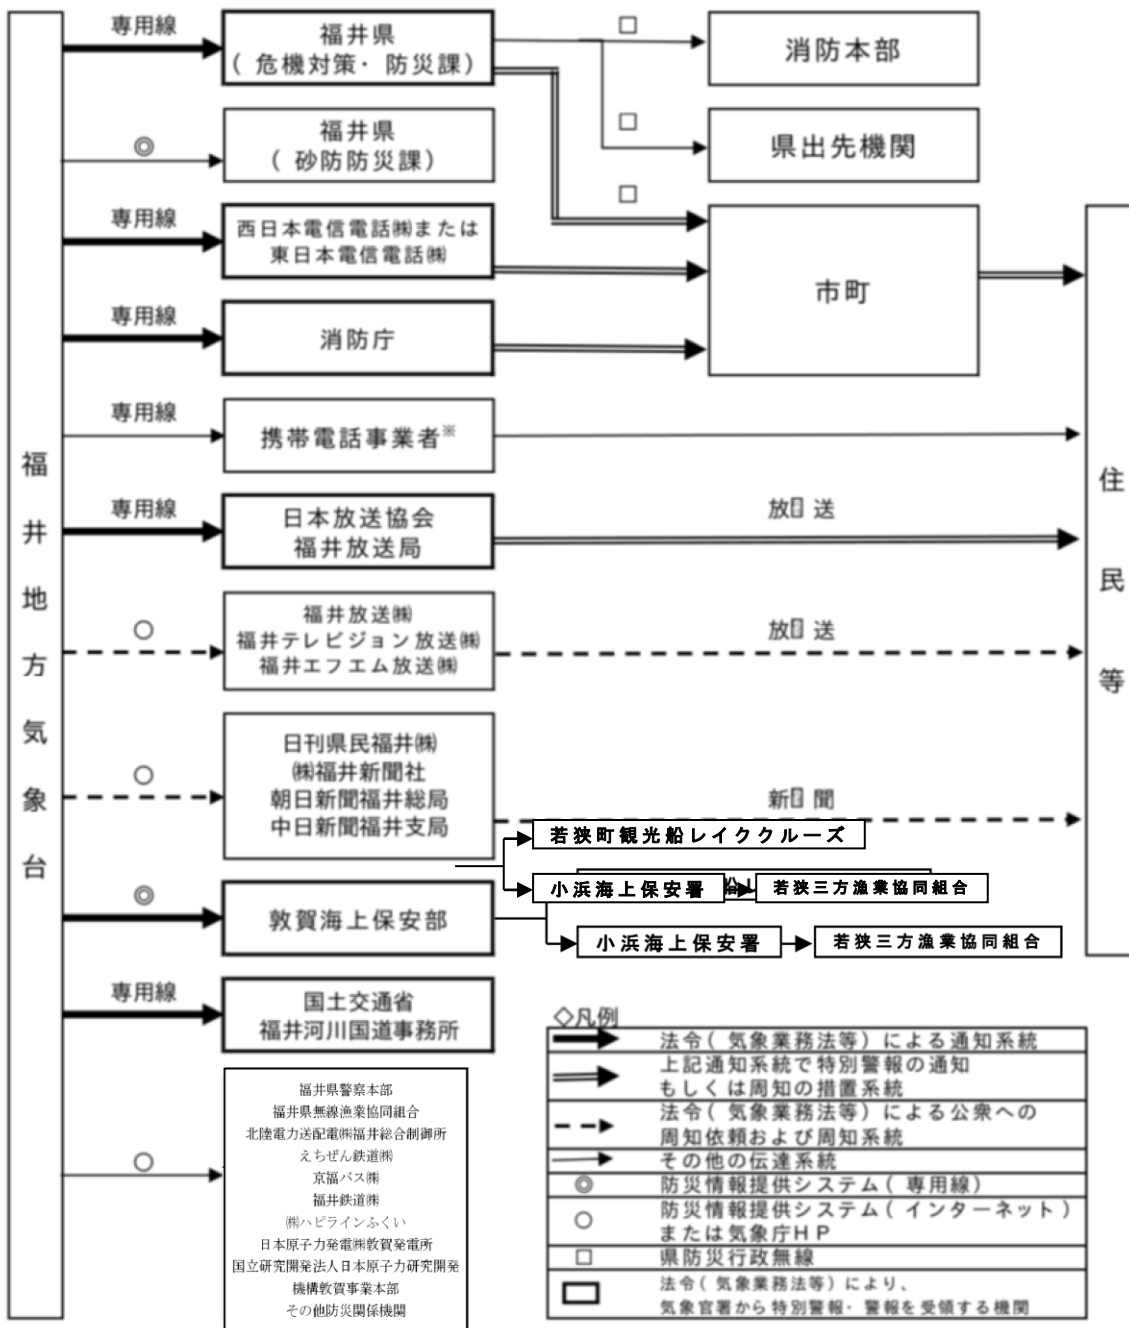 福井地方気象台
専用線
福井県
(危機対策・防災課)
□
消防本部
◎
福井県
(砂防防災課)
□
県出先機関
□
専用線
西日本電信電話㈱または
東日本電信電話㈱
市町
専用線
消防庁
専用線
携帯電話事業者※
専用線
日本放送協会
福井放送局
放 送
○
福井放送㈱
福井テレビジョン放送㈱
福井エフエム放送㈱
放 送
○
日刊県民福井㈱
㈱福井新聞社
朝日新聞福井総局
中日新聞福井支局
新 聞
住民等
若狭町観光船レイククルーズ
小浜海上保安署
若狭三方漁業協同組合
◎
敦賀海上保安部
小浜海上保安署
若狭三方漁業協同組合
専用線
国土交通省
福井河川国道事務所
○
福井県警察本部
福井県無線漁業協同組合
北陸電力送配電㈱福井総合制御所
えちぜん鉄道㈱
京福バス㈱
福井鉄道㈱
㈱ハピラインふくい
日本原子力発電㈱敦賀発電所
国立研究開発法人日本原子力研究開発
機構敦賀事業本部
その他防災関係機関
◇凡例
法令(気象業務法等)による通知系統
上記通知系統で特別警報の通知
もしくは周知の措置系統
法令(気象業務法等)による公衆への
周知依頼および周知系統
その他の伝達系統
◎ 防災情報提供システム(専用線)
○ 防災情報提供システム(インターネット)
または気象庁HP
□ 県防災行政無線
法令(気象業務法等)により、
気象官署から特別警報・警報を受領する機関